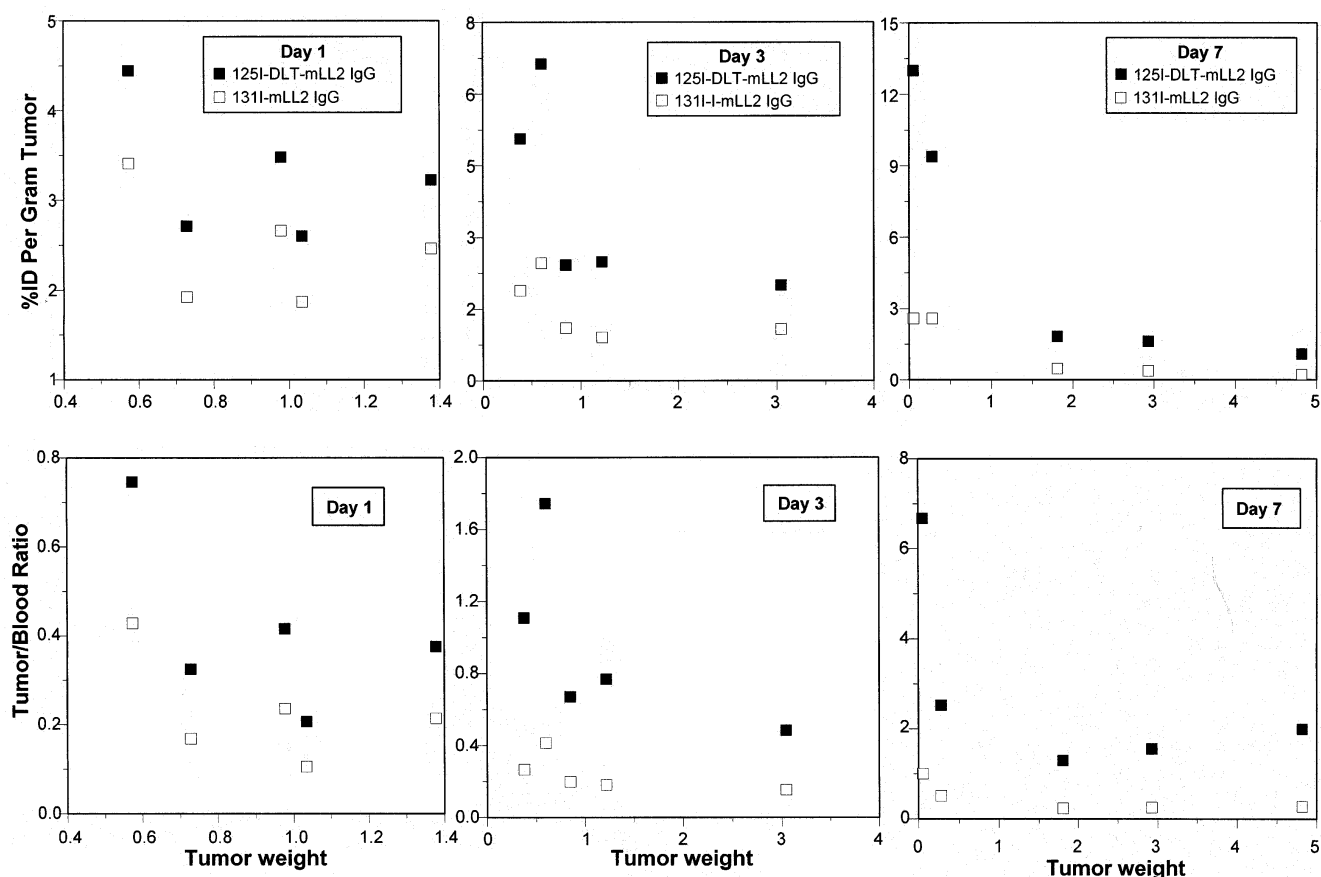 %ID Per Gram Tumor
5
4
3
2
1
0.4 0.6 0.8 1.0 1.2 1.4
Day 1
125I-DLT-mLL2 IgG
131I-mLL2 IgG
8
6
5
3
2
0
0 1 2 3 4
Day 3
125I-DLT-mLL2 IgG
131I-I-mLL2 IgG
15
12
9
6
3
0
0 1 2 3 4 5
Day 7
125I-DLT-mLL2 IgG
131I-mLL2 IgG
Tumor/Blood Ratio
0.8
0.6
0.4
0.2
0.0
0.4 0.6 0.8 1.0 1.2 1.4
Day 1
Tumor weight
2.0
1.6
1.2
0.8
0.4
0.0
0 1 2 3 4
Day 3
Tumor weight
8
6
4
2
0
0 1 2 3 4 5
Day 7
Tumor weight